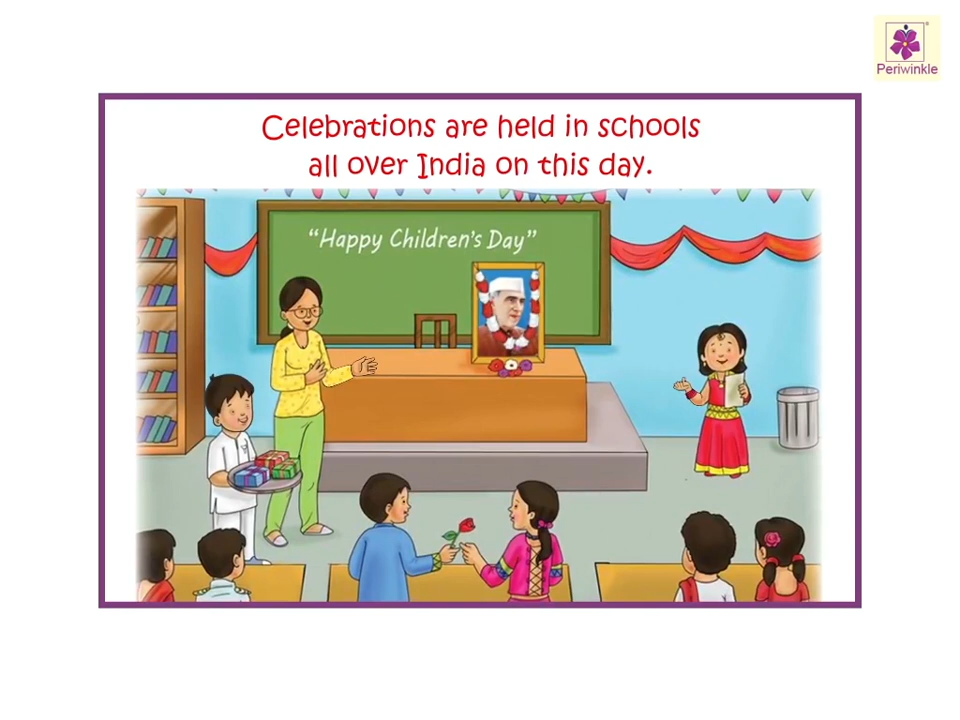 Periwinkle
Celebrations are held in schools
all over India on this day.
"Happy Children's Day"